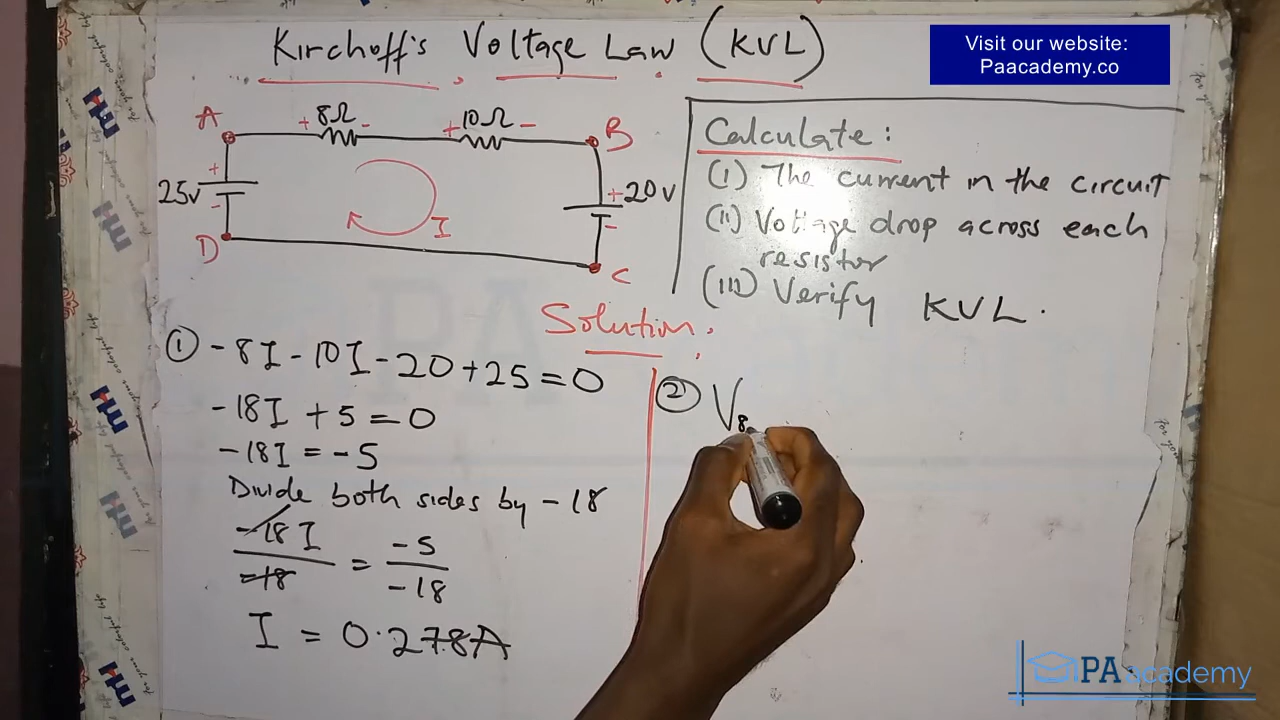 Kirchoff's Voltage Law (KVL)
Visit our website:
Paacademy.co
A
+ 8Ω -
+ 10Ω -
B
25v
+
-
I
+ 20v
-
D
C
Calculate:
(I) The current in the circuit
(II) Voltage drop across each
resistor
(III) Verify KVL.
Solution.
① -8I - 10I - 20 + 25 = 0
-18I + 5 = 0
-18I = -5
Divide both sides by -18
-18I
-18
=
-5
-18
I = 0.278A
② V8
PA academy